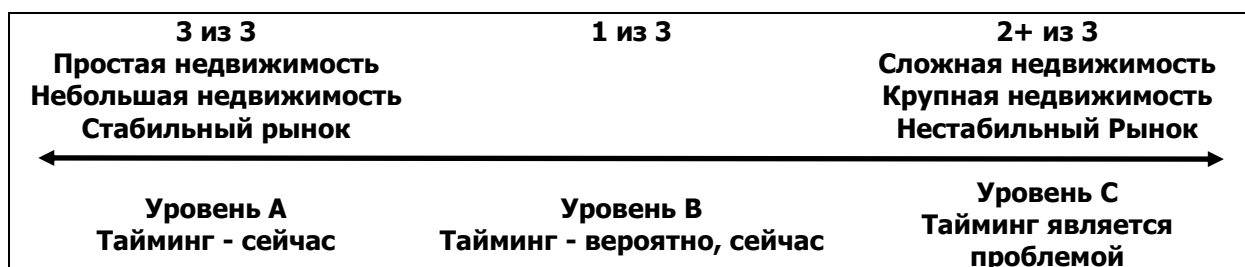 3 из 3
Простая недвижимость
Небольшая недвижимость
Стабильный рынок
1 из 3
2+ из 3
Сложная недвижимость
Крупная недвижимость
Нестабильный Рынок
Уровень А
Тайминг - сейчас
Уровень В
Тайминг - вероятно, сейчас
Уровень С
Тайминг является
проблемой